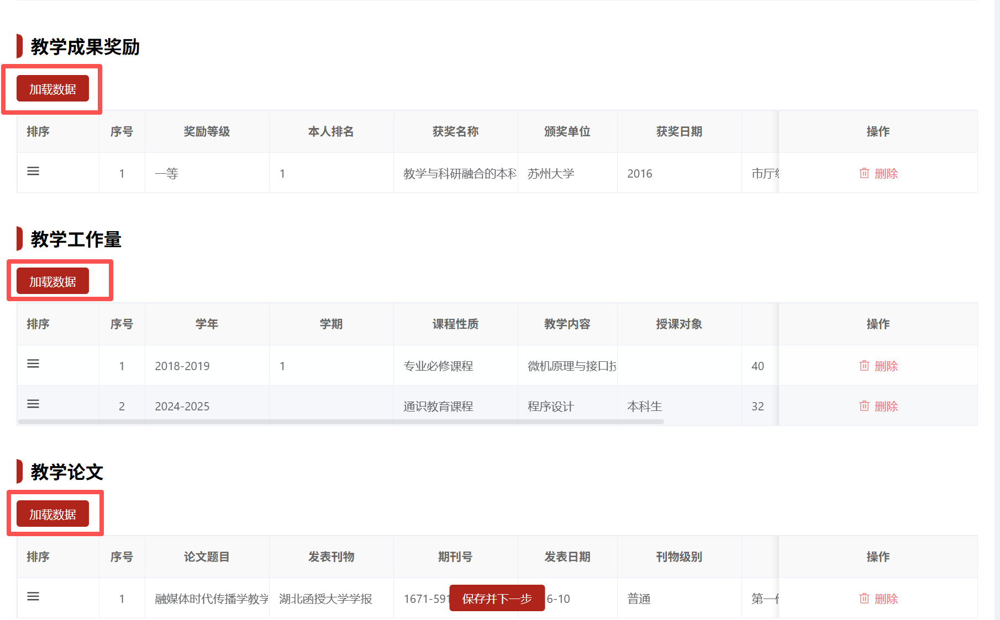 教学成果奖励
加载数据
排序 序号 奖励等级 本人排名 获奖名称 颁奖单位 获奖日期 操作
1 一等 1 教学与科研融合的本科 苏州大学 2016 市厅 删除
教学工作量
加载数据
排序 序号 学年 学期 课程性质 教学内容 授课对象 操作
1 2018-2019 1 专业必修课程 微机原理与接口技 40 删除
2 2024-2025 通识教育课程 程序设计 本科生 32 删除
教学论文
加载数据
排序 序号 论文题目 发表刊物 期刊号 发表日期 刊物级别 操作
1 融媒体时代传播学教学 湖北函授大学学报 1671-591 6-10 普通 第一 删除
保存并下一步